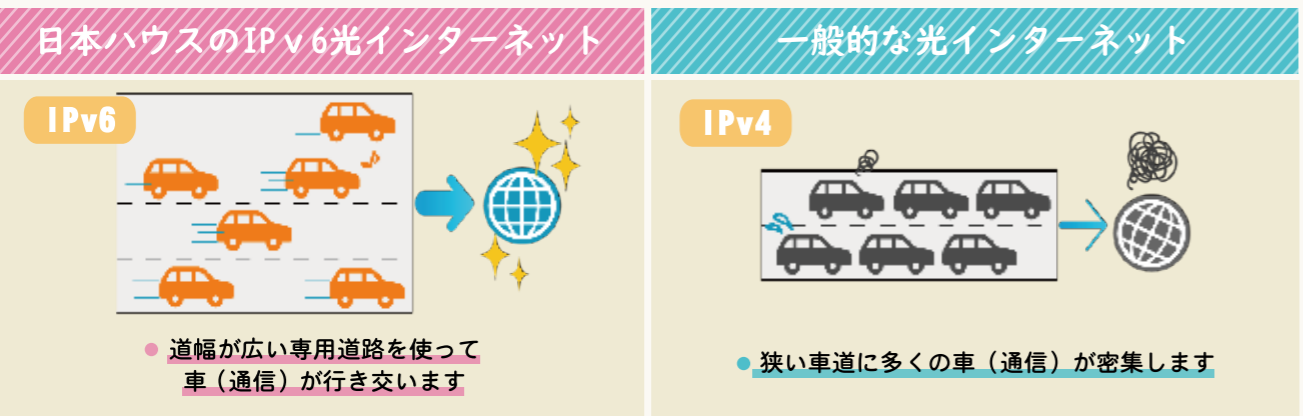 日本ハウスのIPv6光インターネット
IPv6
道幅が広い専用道路を使って
車（通信）が行き交います
一般的な光インターネット
IPv4
狭い車道に多くの車（通信）が密集します